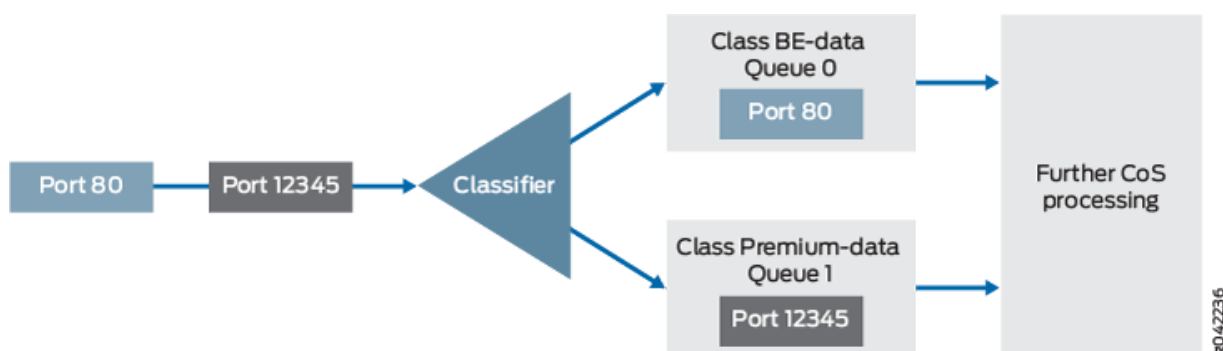 Port 80
Port 12345
Classifier
Class BE-data
Queue 0
Port 80
Class Premium-data
Queue 1
Port 12345
Further CoS
processing
g042236